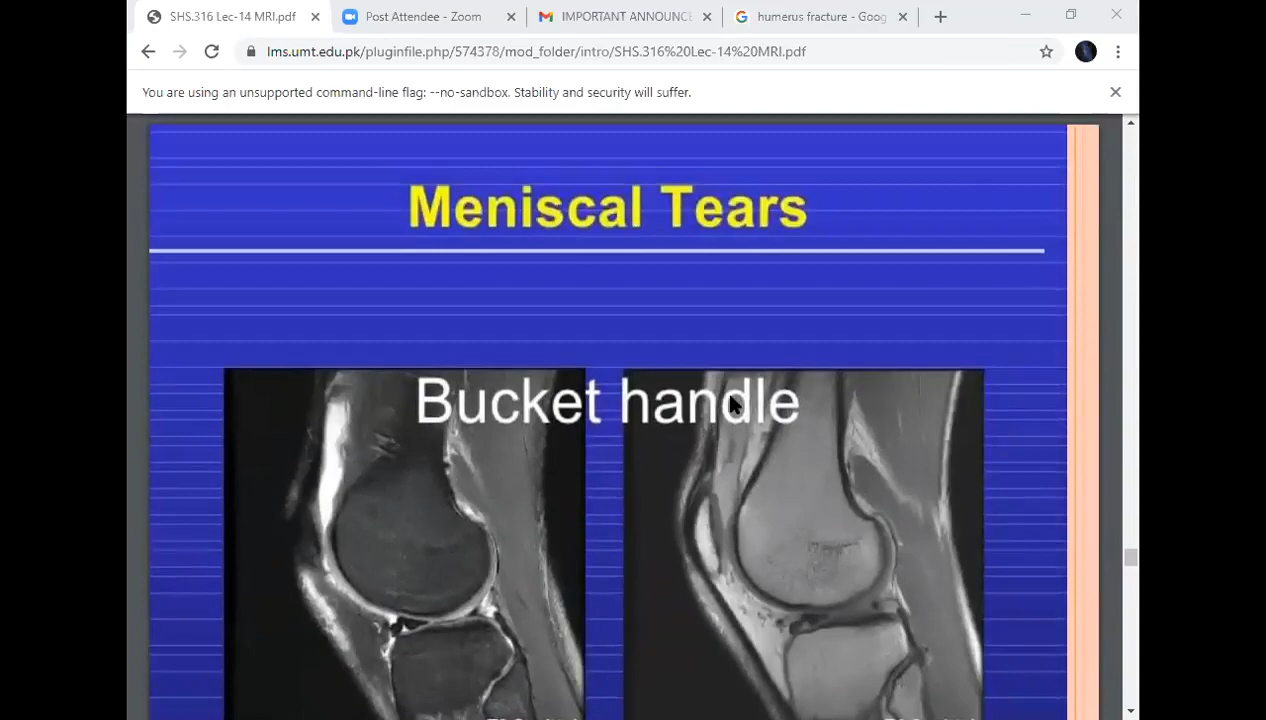 SHS.316 Lec-14 MRI.pdf
Post Attendee - Zoom
IMPORTANT ANNOUNC
humerus fracture - Goog
lms.umt.edu.pk/pluginfile.php/574378/mod_folder/intro/SHS.316%20Lec-14%20MRI.pdf
You are using an unsupported command-line flag: --no-sandbox. Stability and security will suffer.
Meniscal Tears
Bucket handle